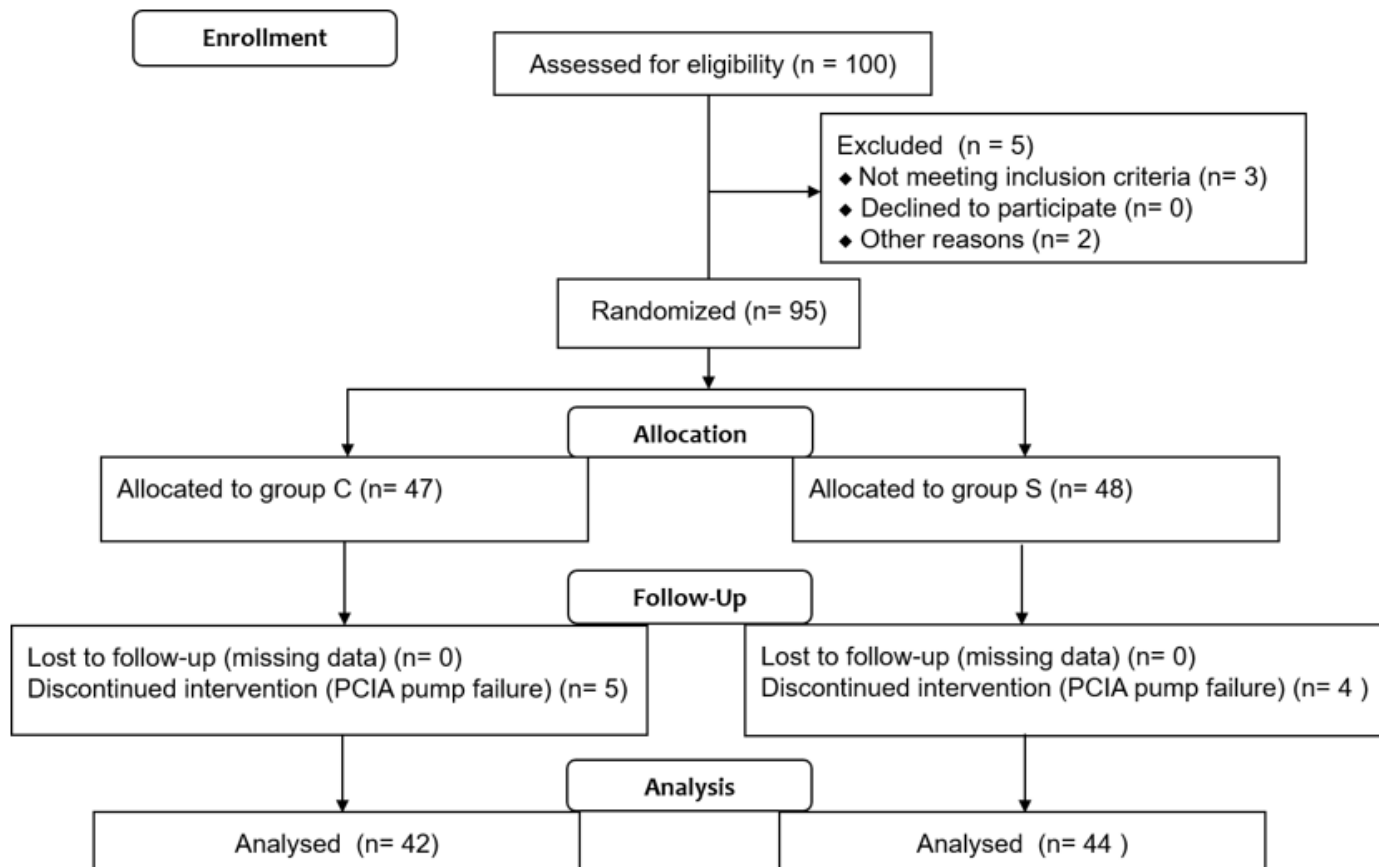 Enrollment
Assessed for eligibility (n = 100)
Excluded (n = 5)
◆ Not meeting inclusion criteria (n= 3)
◆ Declined to participate (n= 0)
◆ Other reasons (n= 2)
Randomized (n= 95)
Allocation
Allocated to group C (n= 47)
Allocated to group S (n= 48)
Follow-Up
Lost to follow-up (missing data) (n= 0)
Discontinued intervention (PCIA pump failure) (n= 5)
Lost to follow-up (missing data) (n= 0)
Discontinued intervention (PCIA pump failure) (n= 4 )
Analysis
Analysed (n= 42)
Analysed (n= 44 )